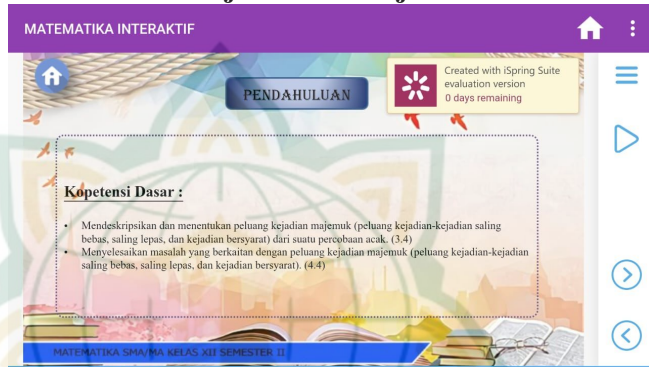 MATEMATIKA INTERAKTIF
PENDAHULUAN
Created with iSpring Suite
evaluation version
0 days remaining
Kopetensi Dasar :
• Mendeskripsikan dan menentukan peluang kejadian majemuk (peluang kejadian-kejadian saling
bebas, saling lepas, dan kejadian bersyarat) dari suatu percobaan acak. (3.4)
• Menyelesaikan masalah yang berkaitan dengan peluang kejadian majemuk (peluang kejadian-kejadian
saling bebas, saling lepas, dan kejadian bersyarat). (4.4)
MATEMATIKA SMA/MA KELAS XII SEMESTER II